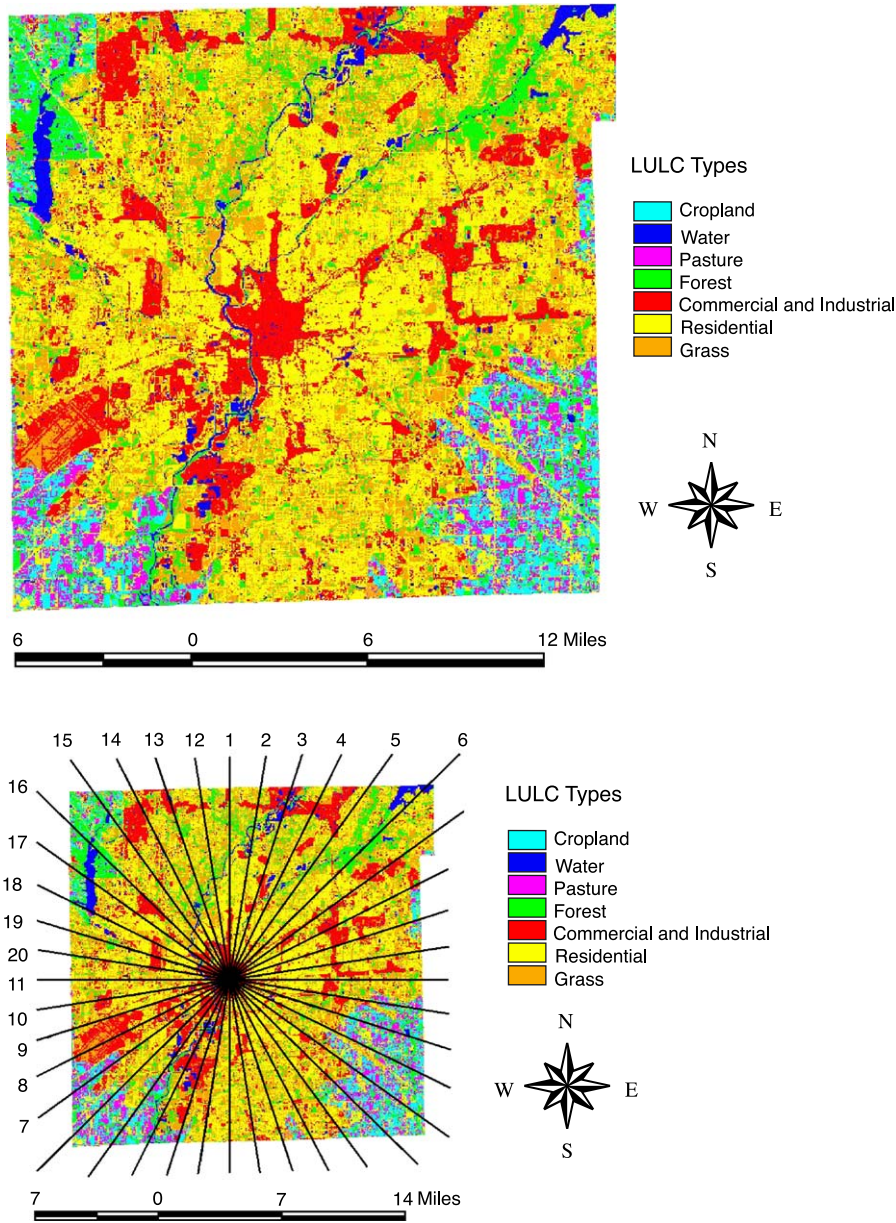 LULC Types
Cropland
Water
Pasture
Forest
Commercial and Industrial
Residential
Grass
N
W E
S
6 0 6 12 Miles
15 14 13 12 1 2 3 4 5 6
16
17
18
19
20
11
10
9
8
7
LULC Types
Cropland
Water
Pasture
Forest
Commercial and Industrial
Residential
Grass
N
W E
S
7 0 7 14 Miles